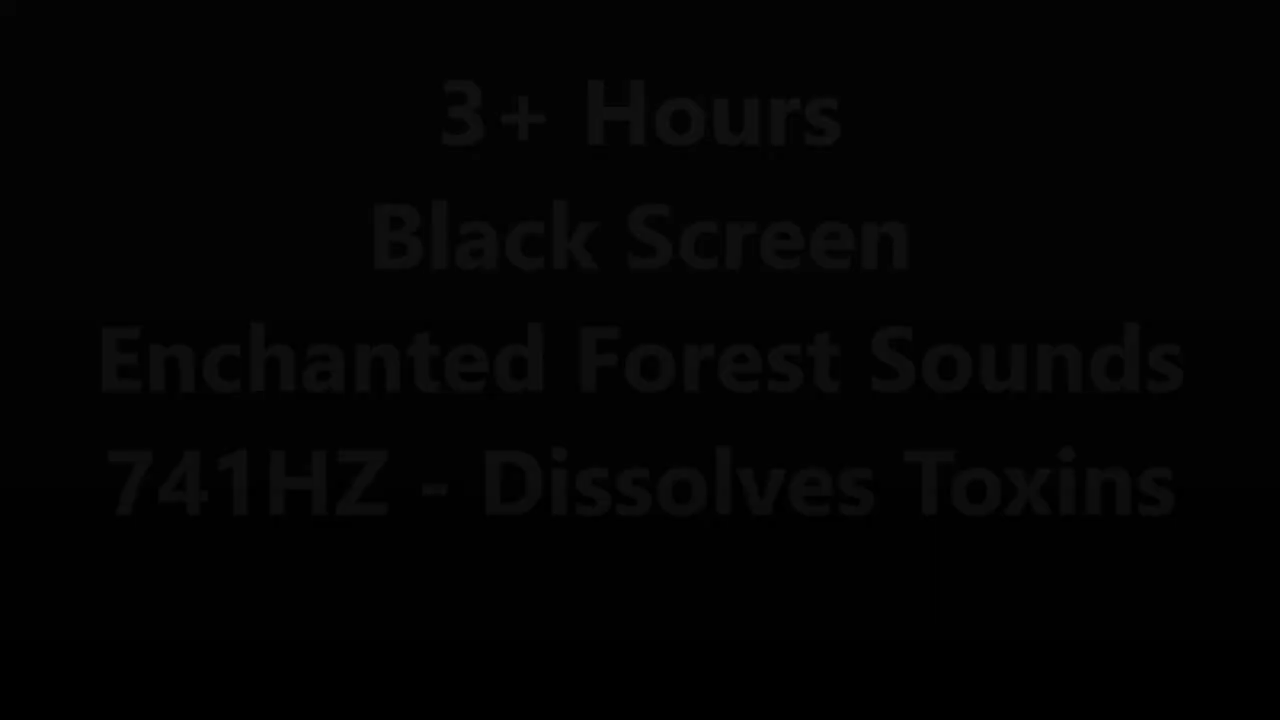 3+ Hours
Black Screen
Enchanted Forest Sounds
741HZ - Dissolves Toxins